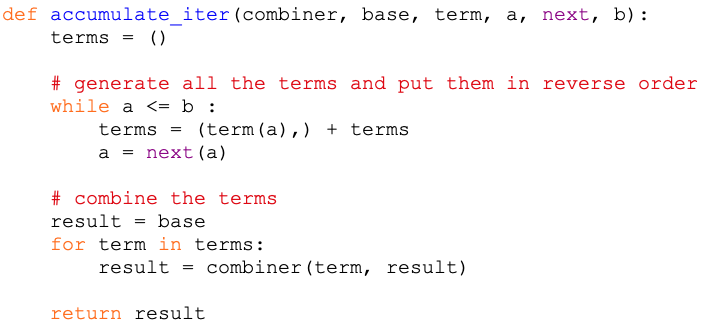 def accumulate_iter(combiner, base, term, a, next, b):
    terms = ()

    # generate all the terms and put them in reverse order
    while a <= b :
        terms = (term(a),) + terms
        a = next(a)

    # combine the terms
    result = base
    for term in terms:
        result = combiner(term, result)

    return result